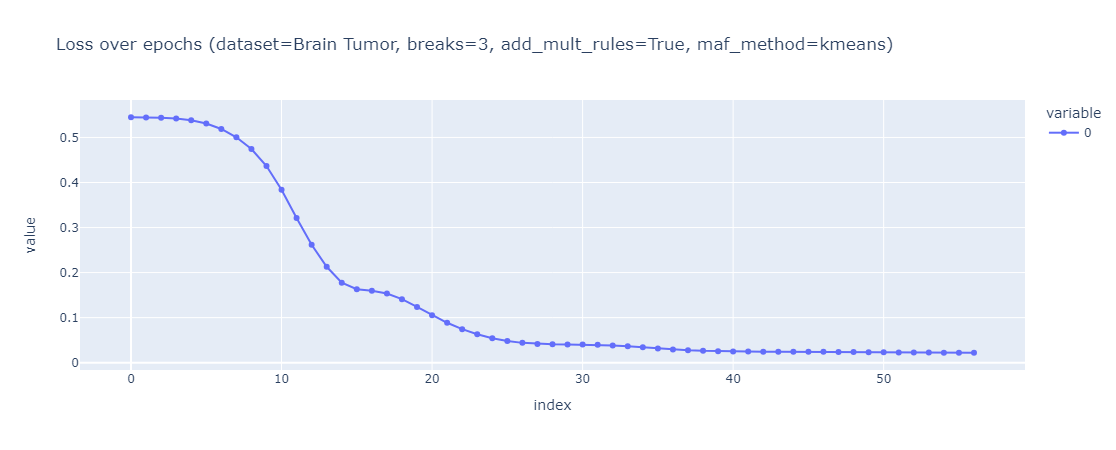 Loss over epochs (dataset=Brain Tumor, breaks=3, add_mult_rules=True, maf_method=kmeans)
variable
0
0.5
0.4
0.3
0.2
0.1
0
value
0 10 20 30 40 50
index